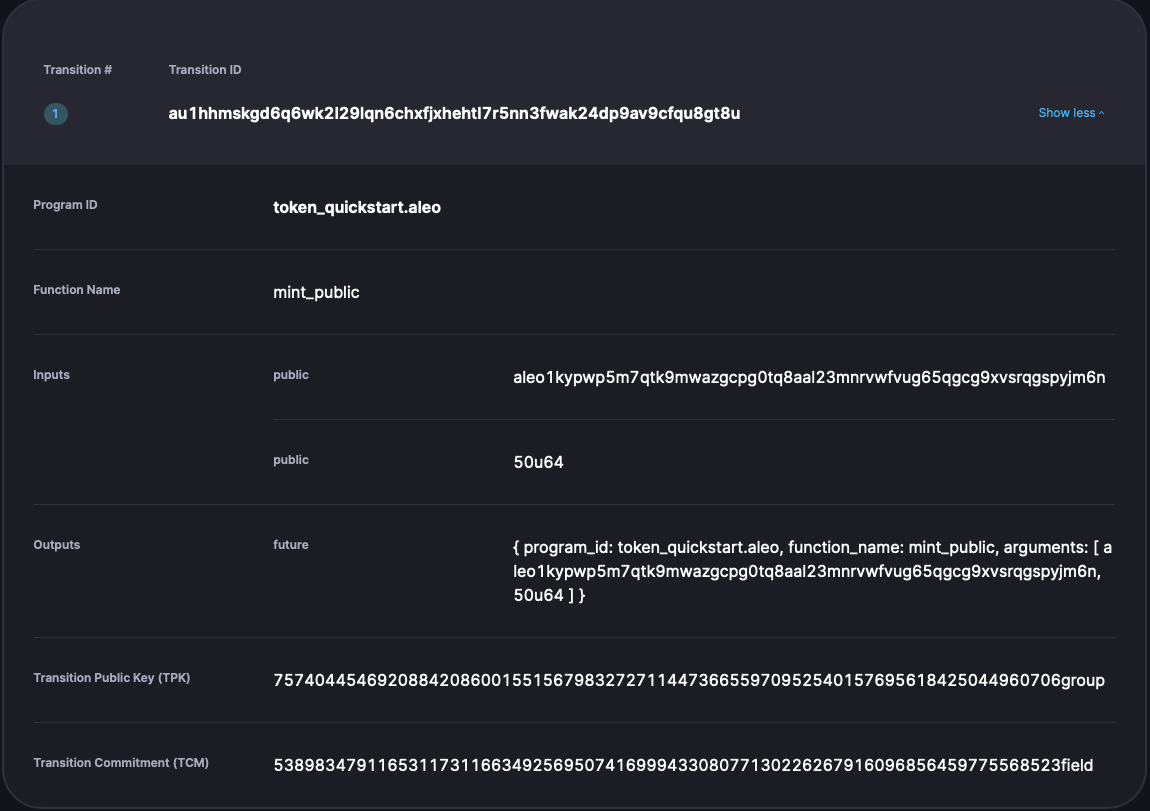 Transition # Transition ID
1 au1hhmskgd6q6wk2l29lqn6chxfjxhehtl7r5nn3fwak24dp9av9cfqu8gt8u Show less ^
Program ID token_quickstart.aleo
Function Name mint_public
Inputs public aleo1kypwp5m7qtk9mwazgcpg0tq8aal23mnrvwfvug65qgcg9xvsrqgspyjm6n
public 50u64
Outputs future { program_id: token_quickstart.aleo, function_name: mint_public, arguments: [ a
leo1kypwp5m7qtk9mwazgcpg0tq8aal23mnrvwfvug65qgcg9xvsrqgspyjm6n,
50u64 ] }
Transition Public Key (TPK) 7574044546920884208600155156798327271144736655970952540157695618425044960706group
Transition Commitment (TCM) 5389834791165311731166349256950741699943308077130226267916096856459775568523field